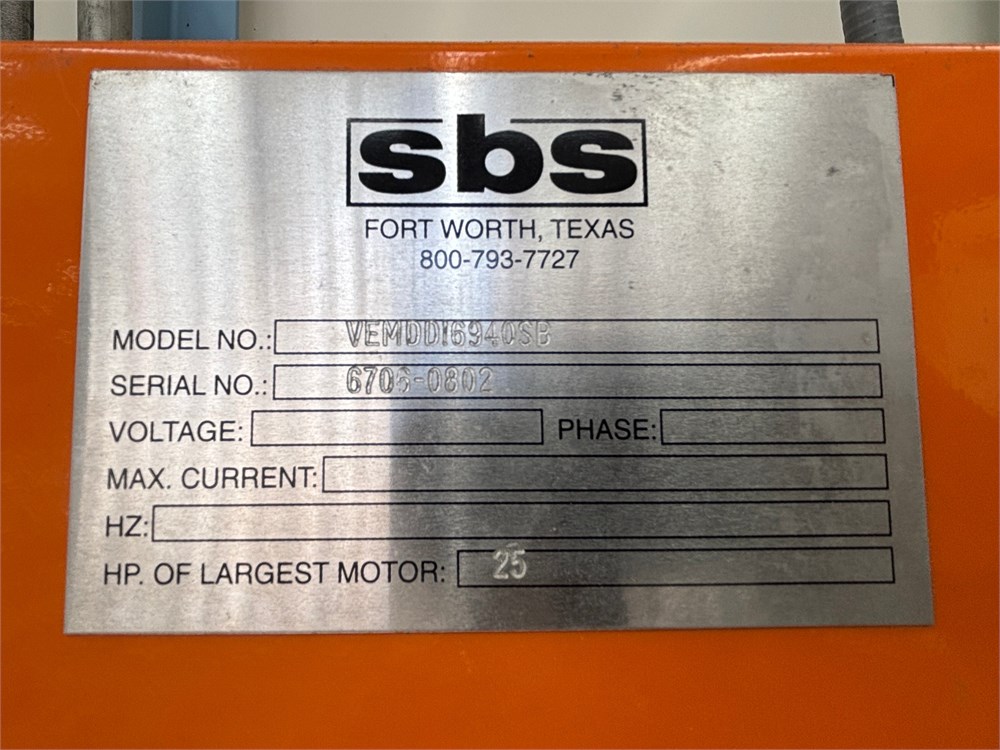 sbs
FORT WORTH, TEXAS
800-793-7727
MODEL NO.: VEMDDI6940SB
SERIAL NO.: 6706-0802
VOLTAGE: PHASE:
MAX. CURRENT:
HZ:
HP. OF LARGEST MOTOR: 25